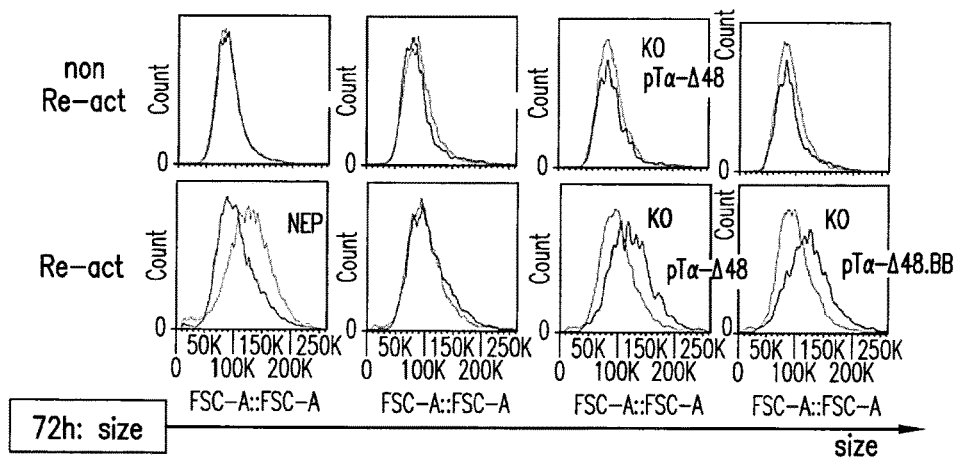 non
Re-act
Count
0
Count
0
Count
0
KO
pTα-Δ48
Count
0
Re-act
Count
0
NEP
Count
0
Count
0
KO
pTα-Δ48
Count
0
KO
pTα-Δ48.BB
50K 150K 250K
0 100K 200K
50K 150K 250K
0 100K 200K
50K 150K 250K
0 100K 200K
50K 150K 250K
0 100K 200K
FSC-A::FSC-A
FSC-A::FSC-A
FSC-A::FSC-A
FSC-A::FSC-A
72h: size
size